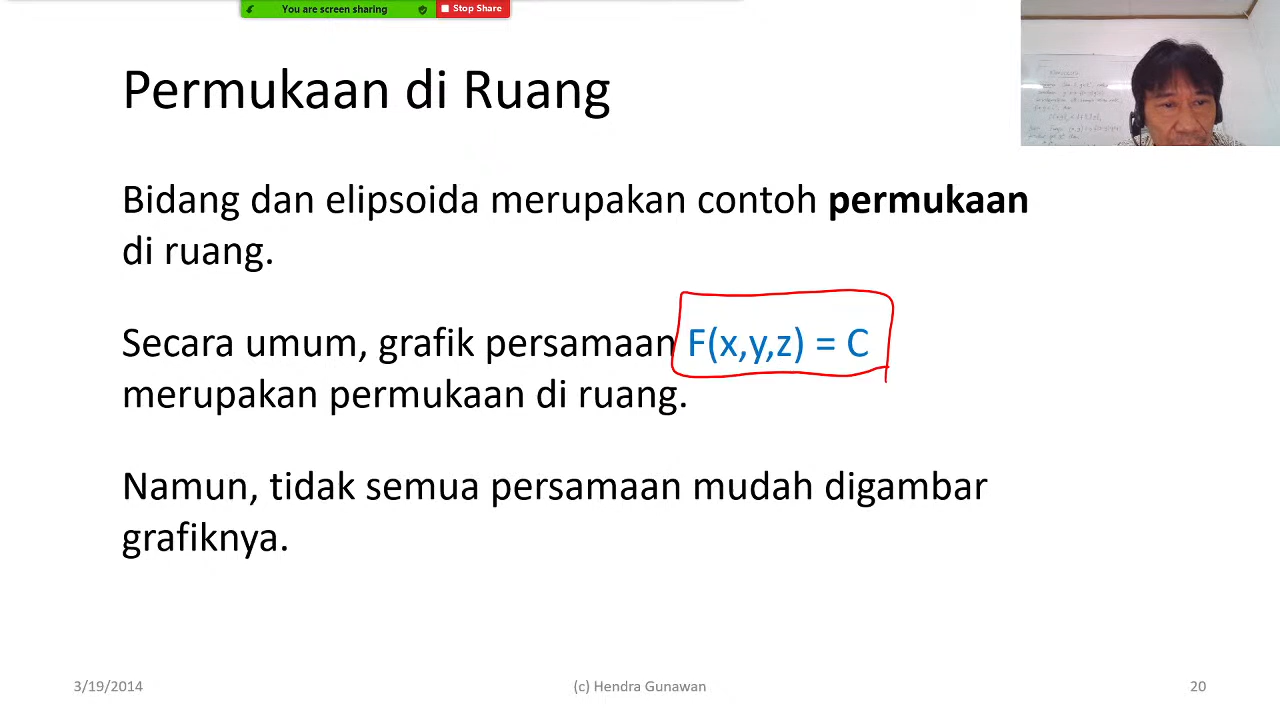 You are screen sharing
Stop Share
Permukaan di Ruang
Bidang dan elipsoida merupakan contoh permukaan
di ruang.
Secara umum, grafik persamaan F(x,y,z) = C
merupakan permukaan di ruang.
Namun, tidak semua persamaan mudah digambar
grafiknya.
3/19/2014
(c) Hendra Gunawan
20